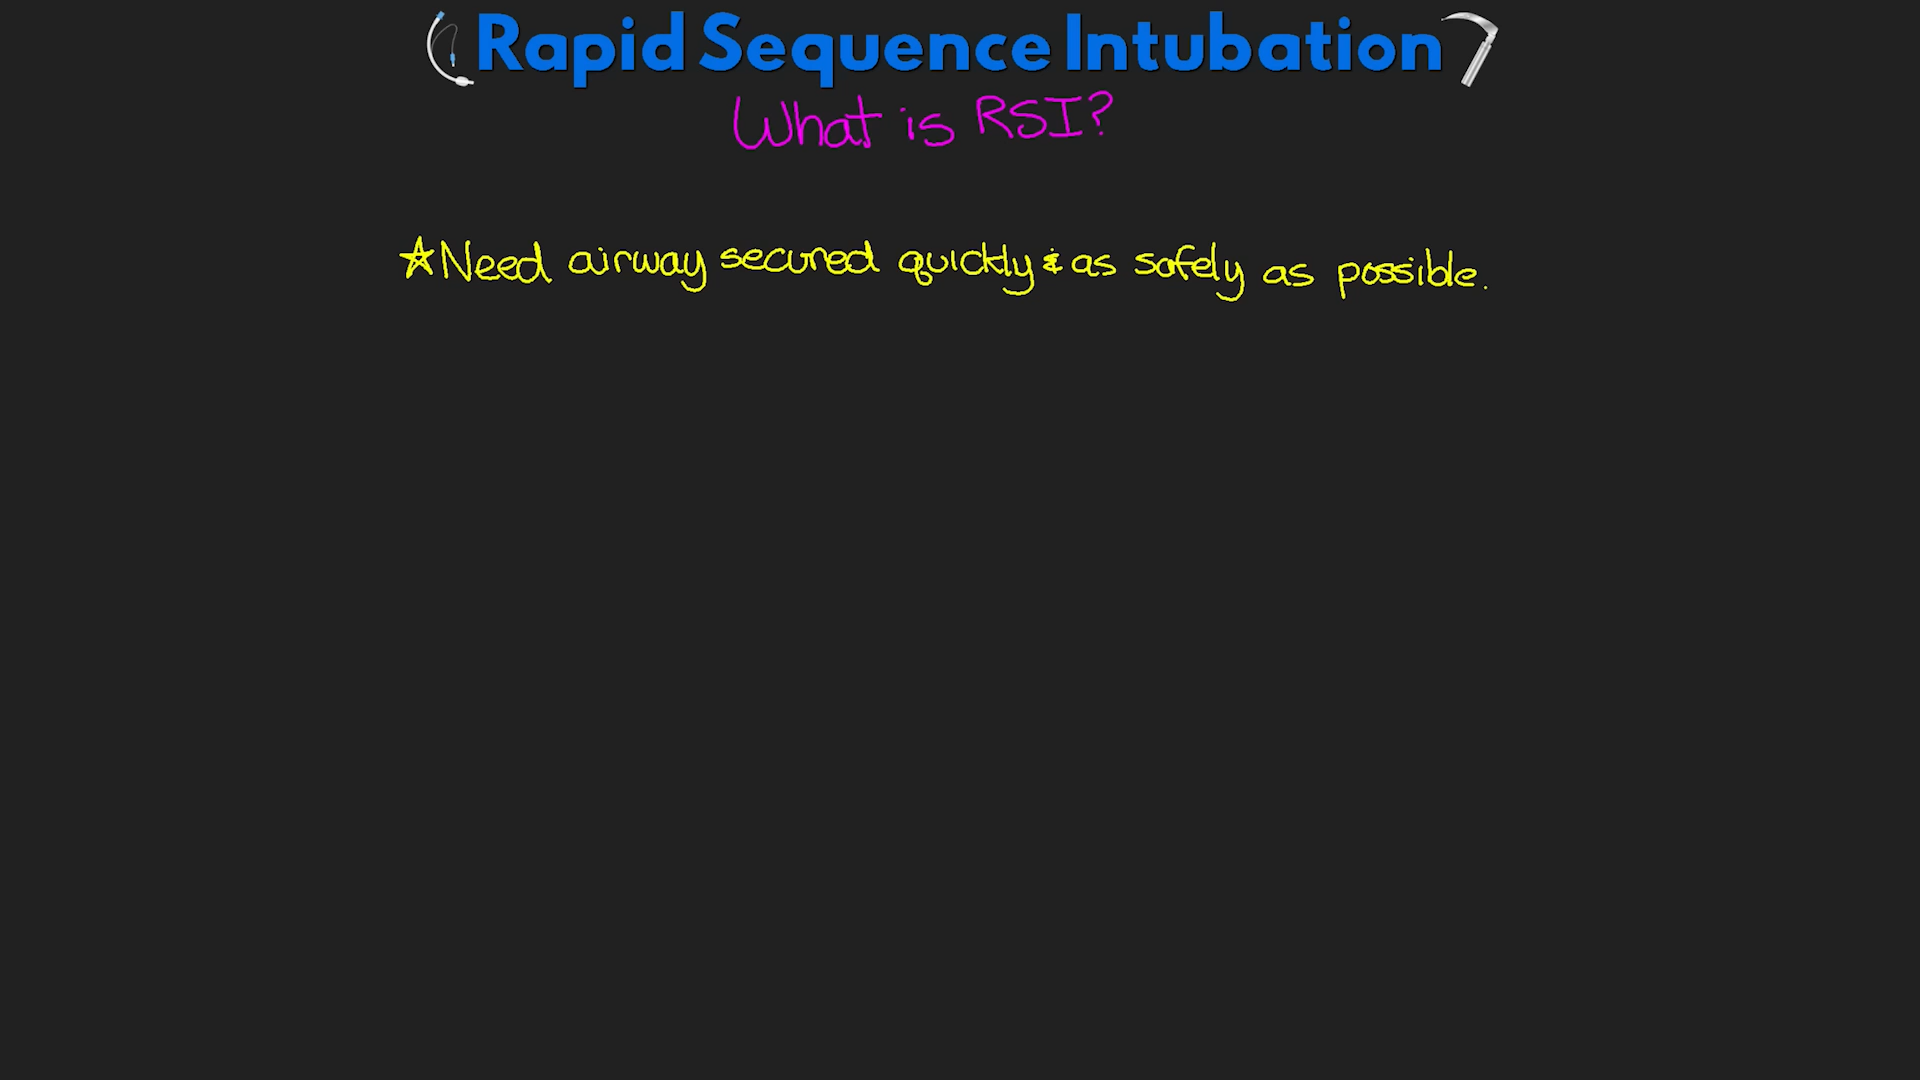 Rapid Sequence Intubation
What is RSI?
☆Need airway secured quickly & as safely as possible.